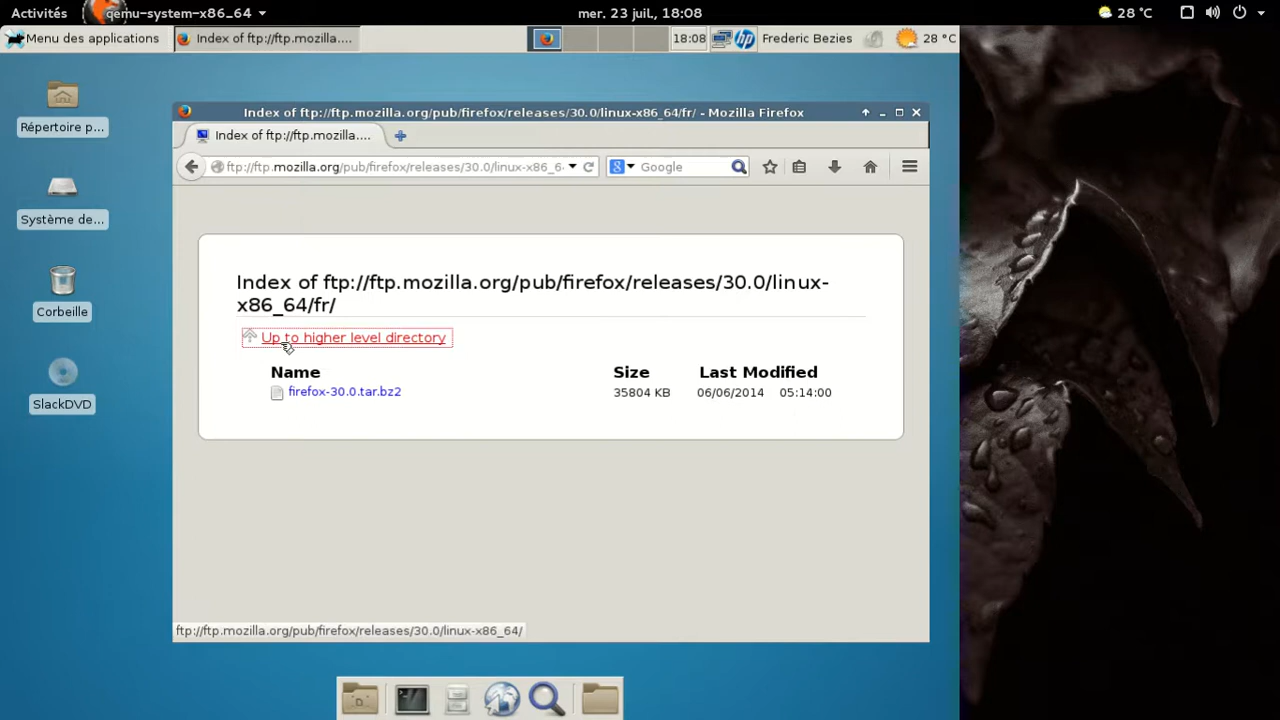 Activités qemu-system-x86_64 mer. 23 juil., 18:08 28 °C
Menu des applications Index of ftp://ftp.mozilla.... 18:08 hp Frederic Bezies 28 °C
Répertoire p...
Système de...
Corbeille
SlackDVD
Index of ftp://ftp.mozilla.org/pub/firefox/releases/30.0/linux-x86_64/fr/ - Mozilla Firefox
Index of ftp://ftp.mozilla....
ftp://ftp.mozilla.org/pub/firefox/releases/30.0/linux-x86_6 Google
Index of ftp://ftp.mozilla.org/pub/firefox/releases/30.0/linux-
x86_64/fr/
Up to higher level directory
Name Size Last Modified
firefox-30.0.tar.bz2 35804 KB 06/06/2014 05:14:00
ftp://ftp.mozilla.org/pub/firefox/releases/30.0/linux-x86_64/